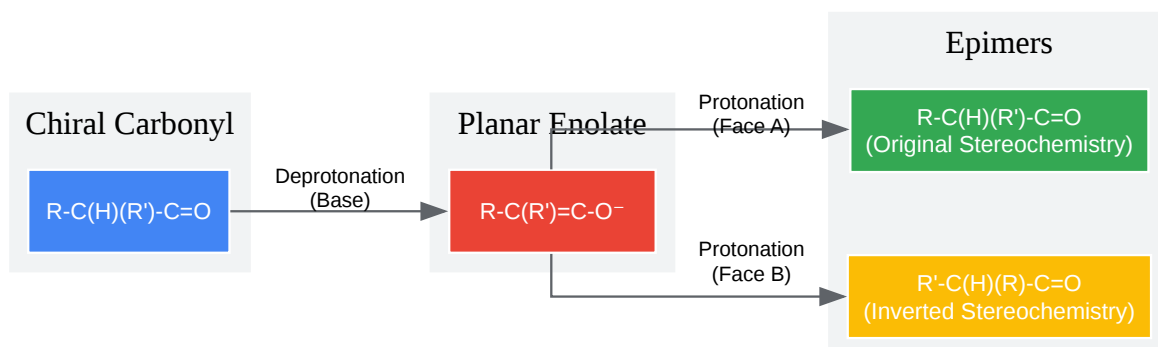 Chiral Carbonyl
R-C(H)(R')-C=O
Deprotonation
(Base)
Planar Enolate
R-C(R')=C-O⁻
Protonation
(Face A)
Protonation
(Face B)
Epimers
R-C(H)(R')-C=O
(Original Stereochemistry)
R'-C(H)(R)-C=O
(Inverted Stereochemistry)